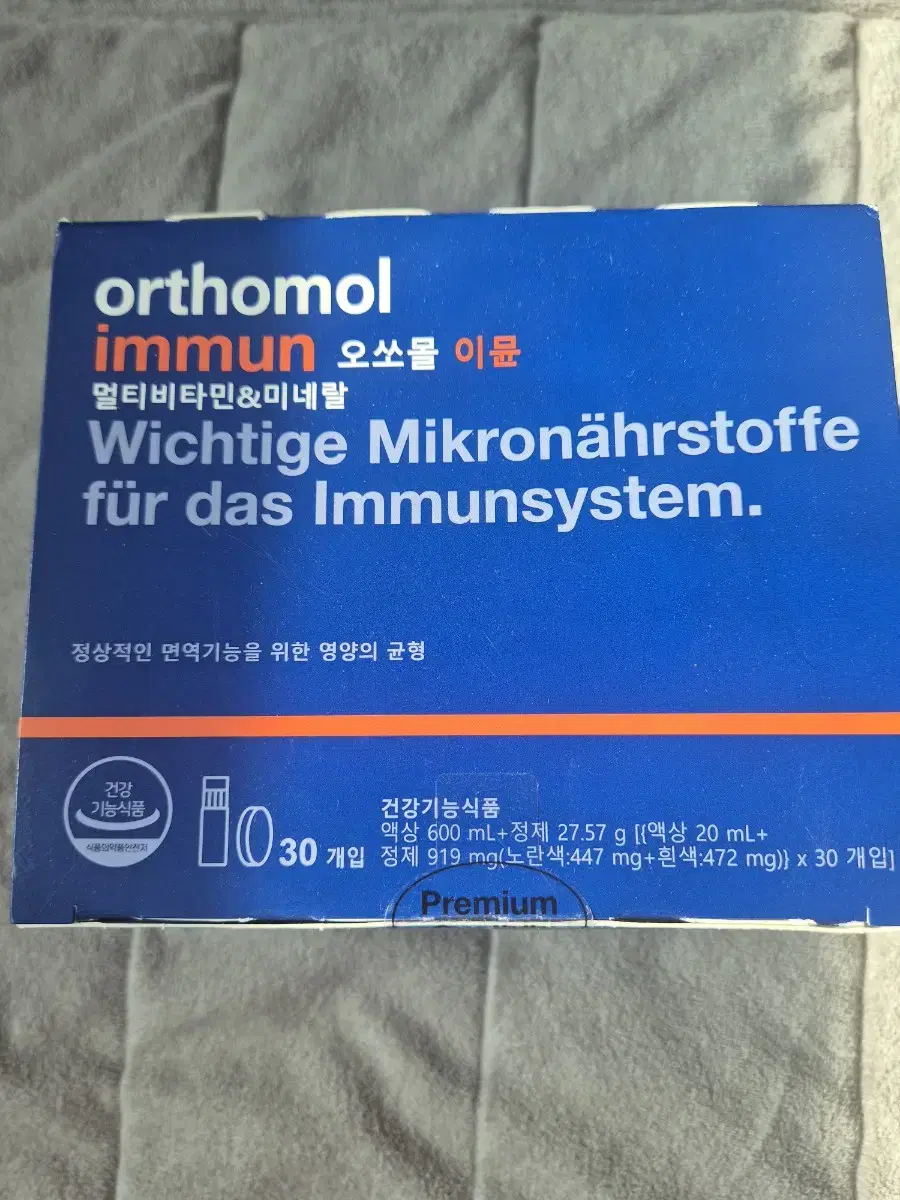 orthomol
immun 오쏘몰 이뮨
멀티비타민&미네랄
Wichtige Mikronährstoffe
für das Immunsystem.
정상적인 면역기능을 위한 영양의 균형
건강
기능식품
식품의약품안전처
30 개입
건강기능식품
액상 600 mL+정제 27.57 g [{액상 20 mL+
정제 919 mg(노란색:447 mg+흰색:472 mg)} x 30 개입]
Premium